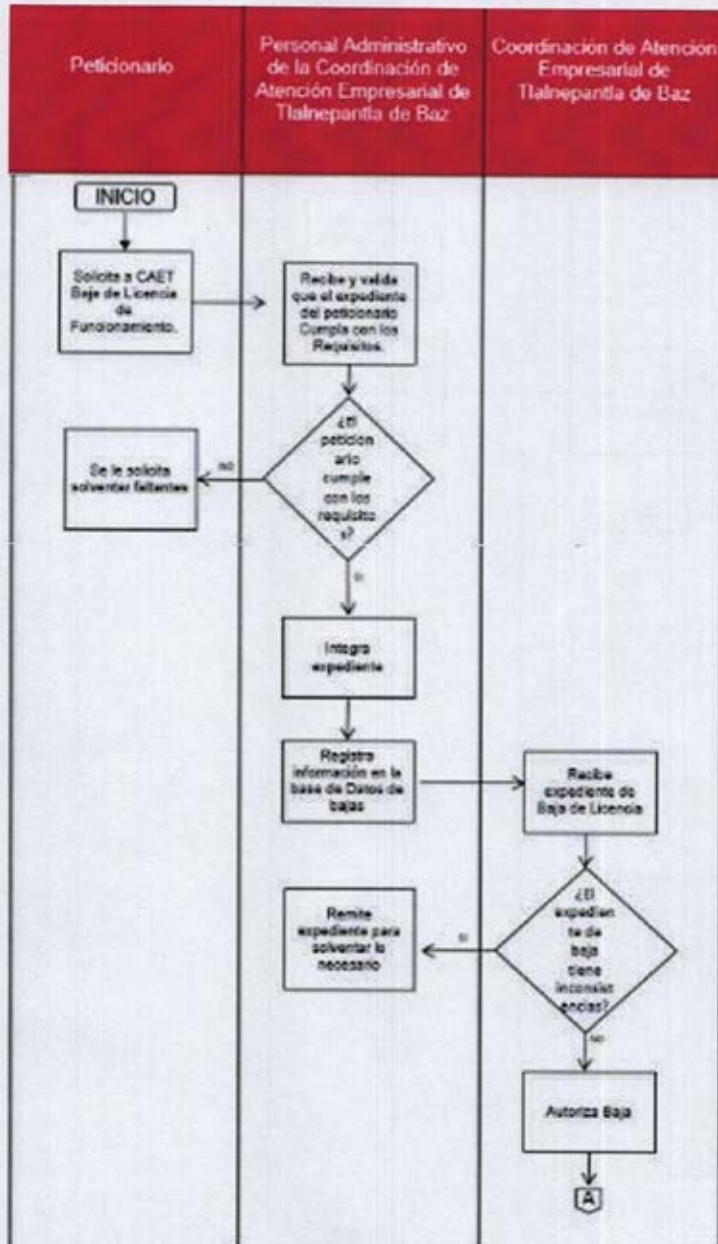 Peticionario
Personal Administrativo
de la Coordinación de
Atención Empresarial de
Tlalnepantla de Baz
Coordinación de Atención
Empresarial de
Tlalnepantla de Baz
INICIO
Solicita a CAET
Baja de Licencia
de
Funcionamiento.
Recibe y valida
que el expediente
del peticionario
Cumpla con los
Requisitos.
¿El
peticion
ario
cumple
con los
requisito
s?
NO
Se le solicita
solventar faltantes
SI
Integra
expediente
Registra
información en la
base de Datos de
bajas
Recibe
expediente de
Baja de Licencia
¿El
expedien
te de
baja
tiene
inconsist
encias?
SI
Remite
expediente para
solventar lo
necesario
NO
Autoriza Baja
A